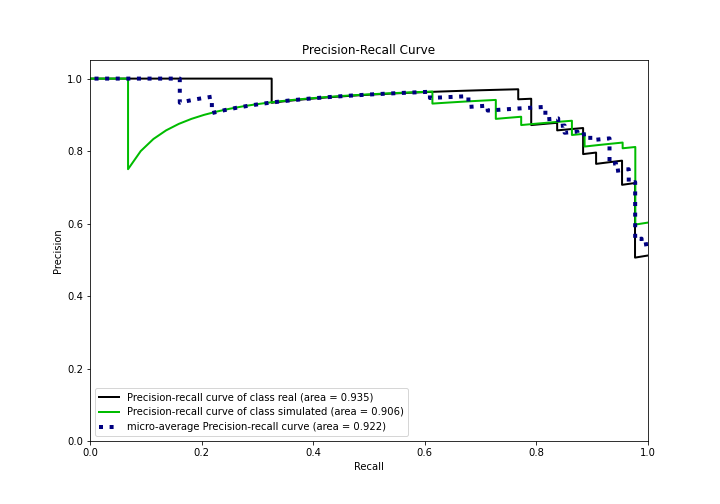 Precision-Recall Curve
1.0
0.8
0.6
0.4
0.2
0.0
Precision
Precision-recall curve of class real (area = 0.935)
Precision-recall curve of class simulated (area = 0.906)
micro-average Precision-recall curve (area = 0.922)
0.0 0.2 0.4 0.6 0.8 1.0
Recall